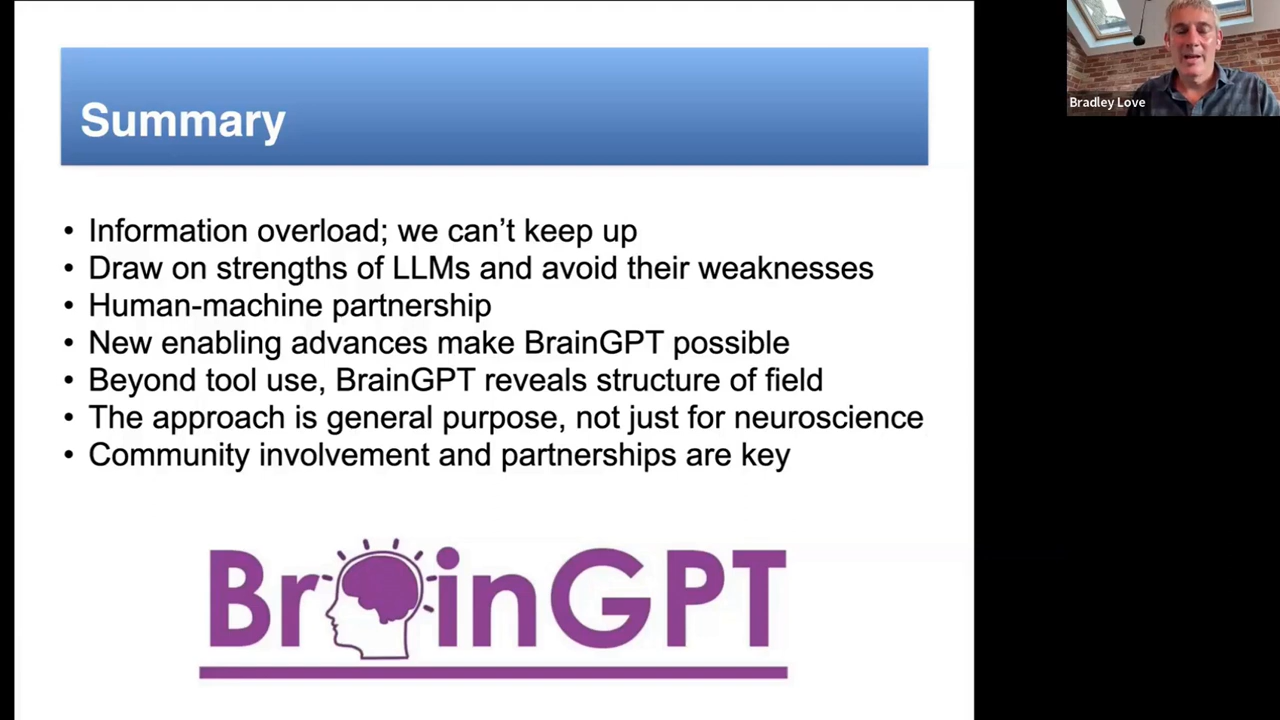 Summary
• Information overload; we can’t keep up
• Draw on strengths of LLMs and avoid their weaknesses
• Human-machine partnership
• New enabling advances make BrainGPT possible
• Beyond tool use, BrainGPT reveals structure of field
• The approach is general purpose, not just for neuroscience
• Community involvement and partnerships are key
BrainGPT
Bradley Love